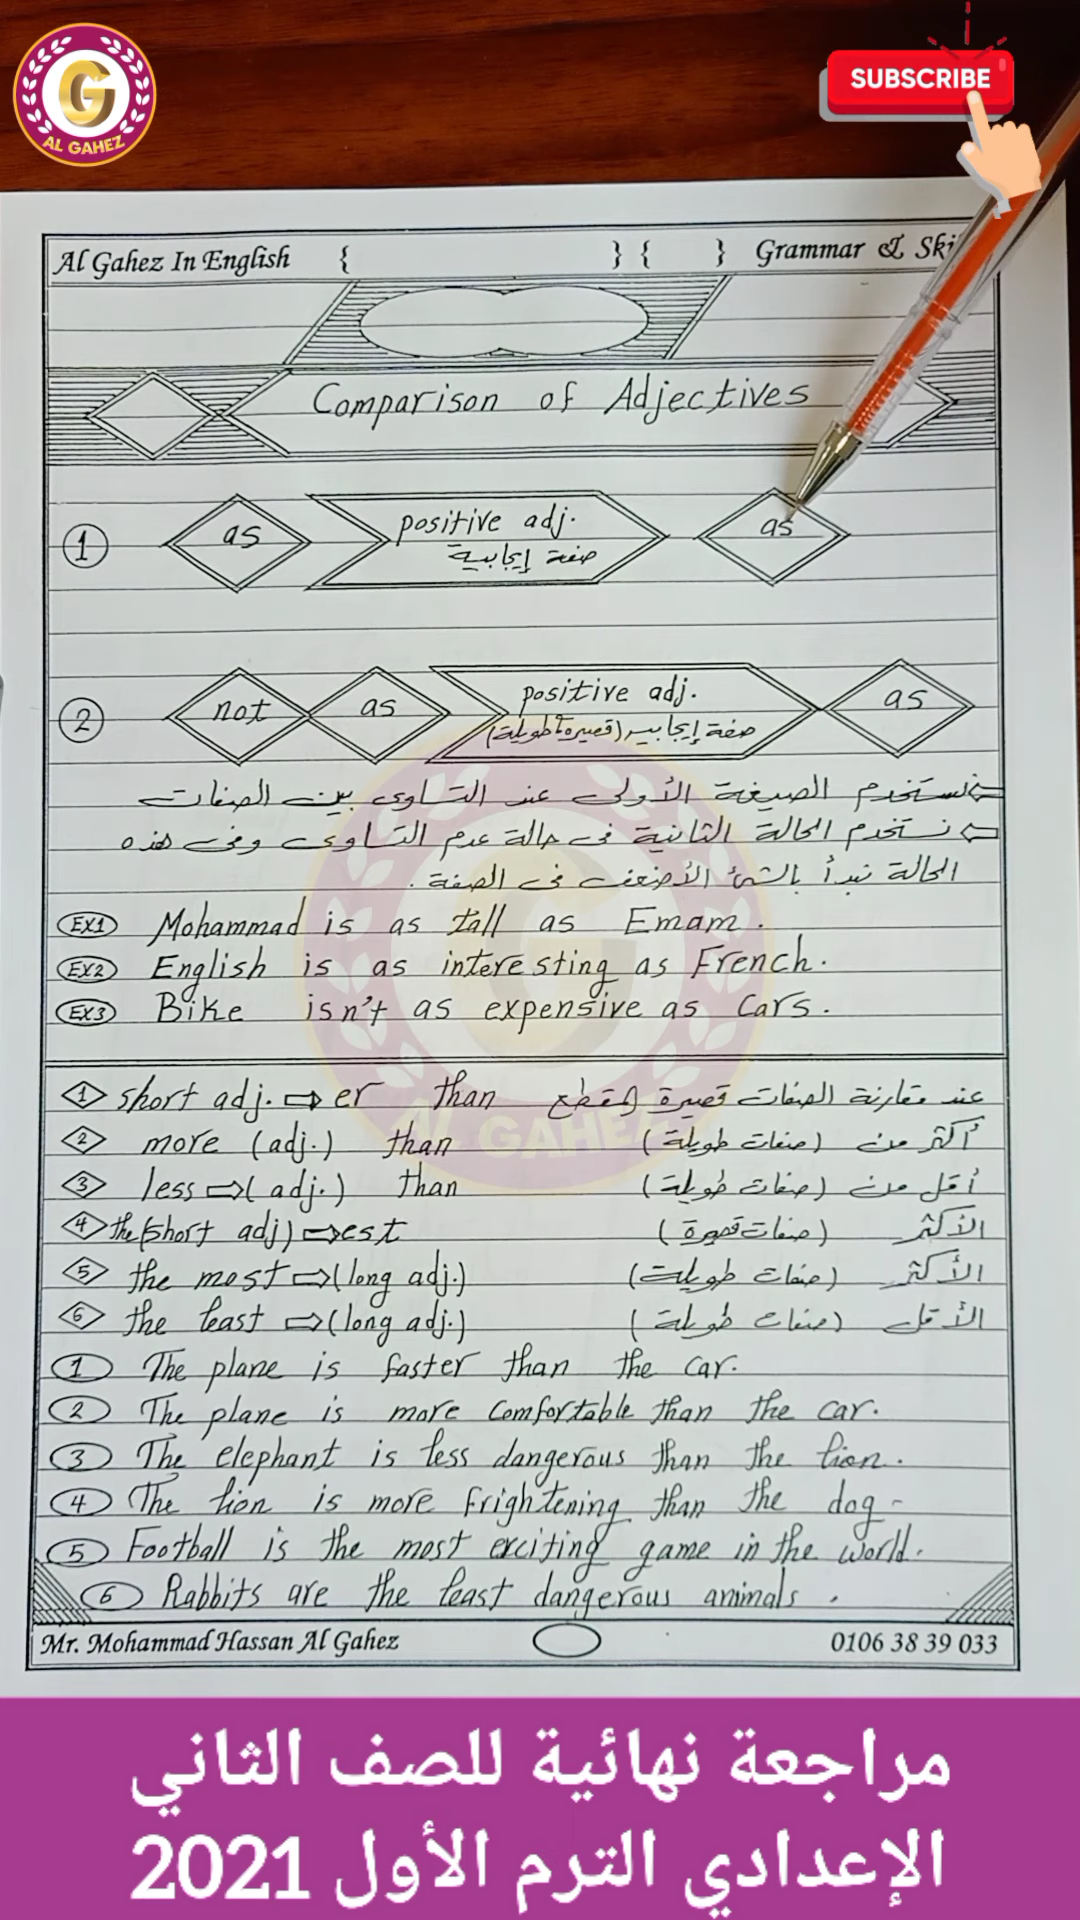 G
AL GAHEZ
SUBSCRIBE
Al Gahez In English { } { } Grammar & Ski
Comparison of Adjectives
1 as positive adj. as
صفة إيجابية
2 not as positive adj. as
صفة إيجابية (قصيرة أو طويلة)
⇐ نستخدم الصيغة الأولى عند التساوى بين الصفات
⇐ نستخدم الحالة الثانية فى حالة عدم التساوى وفى هذه
الحالة نبدأ بالشئ الأضعف فى الصفة .
EX1 Mohammad is as tall as Emam .
EX2 English is as interesting as French .
EX3 Bike isn't as expensive as Cars .
AL GAHEZ
1 short adj. ⇨ er than عند مقارنة الصفات قصيرة المقطع
2 more (adj.) than أكثر من (صفات طويلة)
3 less ⇨ (adj.) than أقل من (صفات طويلة)
4 the (short adj) ⇨ est الأكثر (صفات قصيرة)
5 the most ⇨ (long adj.) الأكثر (صفات طويلة)
6 the least ⇨ (long adj.) الأقل (صفات طويلة)
1 The plane is faster than the car.
2 The plane is more comfortable than the car.
3 The elephant is less dangerous than the lion.
4 The lion is more frightening than the dog -
5 Football is the most exciting game in the world.
6 Rabbits are the least dangerous animals .
Mr. Mohammad Hassan Al Gahez 0106 38 39 033
مراجعة نهائية للصف الثاني
الإعدادي الترم الأول 2021